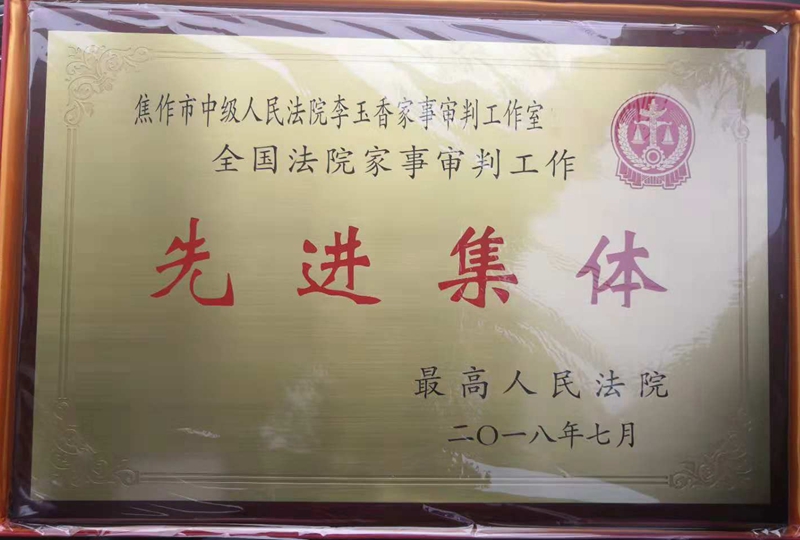 焦作市中级人民法院李玉香家事审判工作室
全国法院家事审判工作
先进集体
最高人民法院
二〇一八年七月